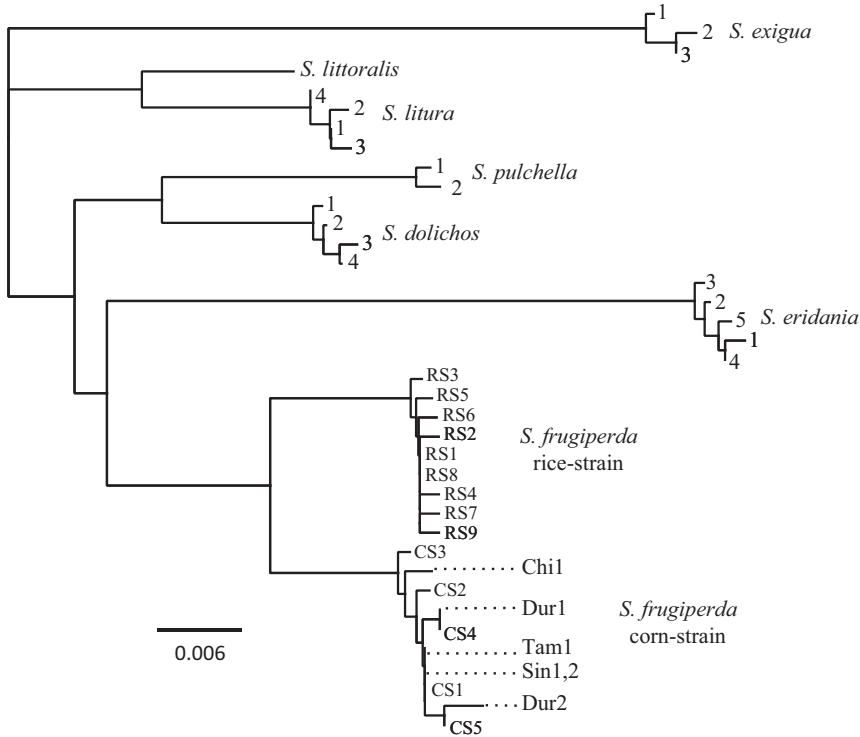 1
2 S. exigua
3
S. littoralis
4
2 S. litura
1
3
1 S. pulchella
2
1
2
3 S. dolichos
4
3
2
5 S. eridania
1
4
RS3
RS5
RS6
RS2
RS1
RS8
RS4
RS7
RS9
S. frugiperda
rice-strain
CS3
Chi1
CS2
Dur1
CS4
Tam1
Sin1,2
CS1
Dur2
CS5
S. frugiperda
corn-strain
0.006